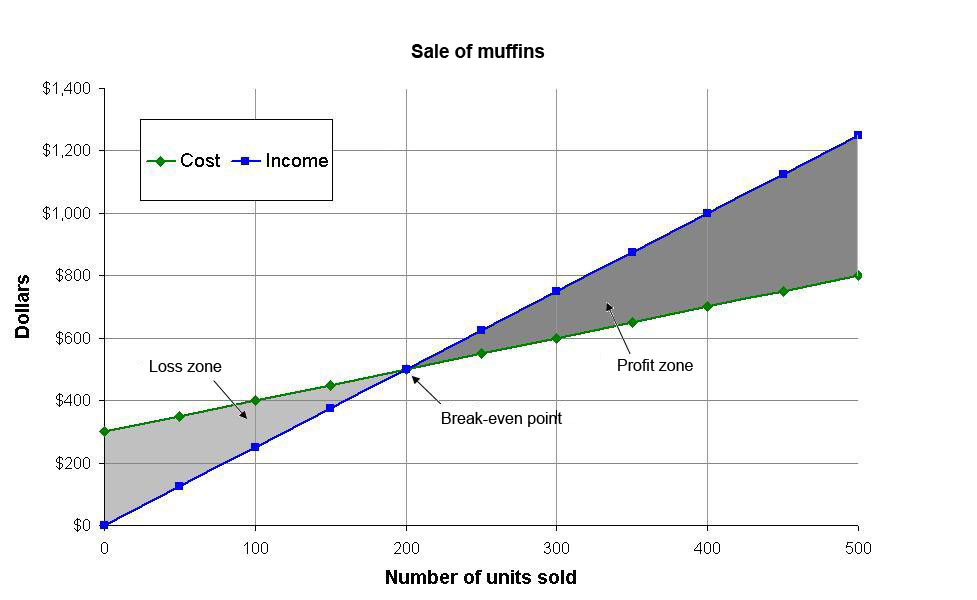 Sale of muffins
$1,400
$1,200
$1,000
$800
$600
$400
$200
$0
Dollars
Cost
Income
Loss zone
Profit zone
Break-even point
0
100
200
300
400
500
Number of units sold